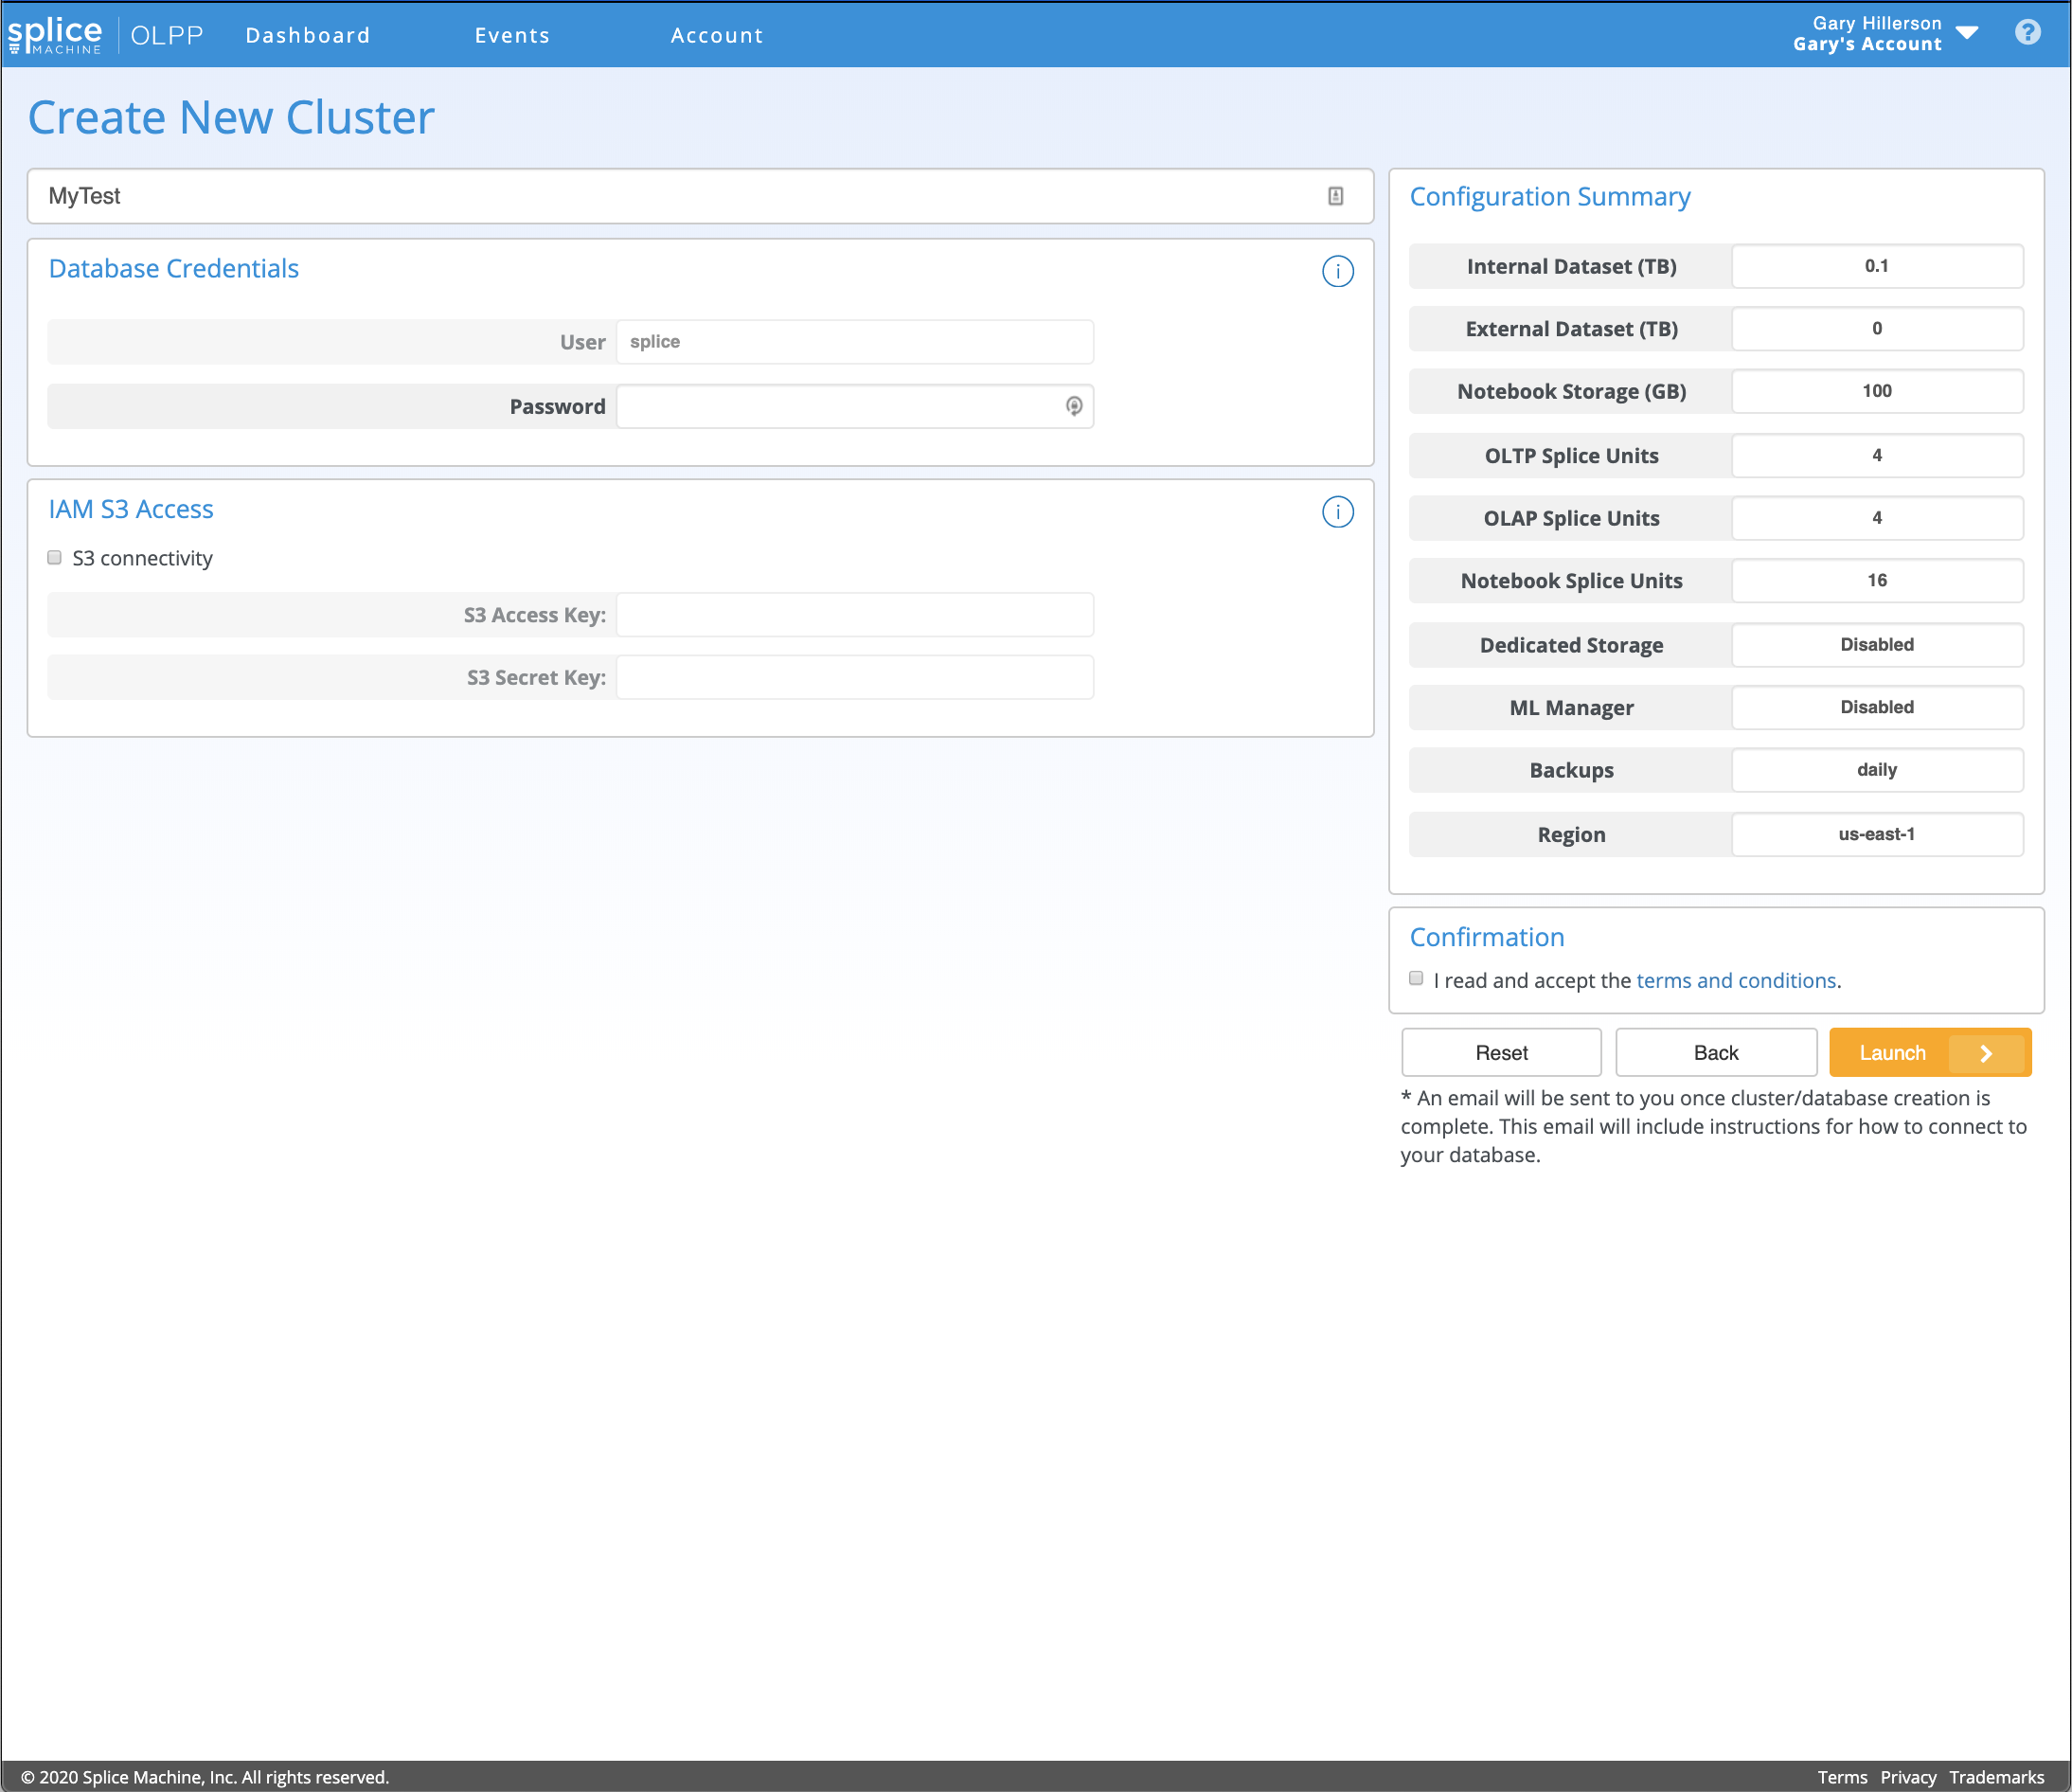 splice MACHINE OLPP Dashboard Events Account Gary Hillerson
Gary's Account ?
Create New Cluster
MyTest
Database Credentials
User splice
Password
IAM S3 Access
S3 connectivity
S3 Access Key:
S3 Secret Key:
Configuration Summary
Internal Dataset (TB) 0.1
External Dataset (TB) 0
Notebook Storage (GB) 100
OLTP Splice Units 4
OLAP Splice Units 4
Notebook Splice Units 16
Dedicated Storage Disabled
ML Manager Disabled
Backups daily
Region us-east-1
Confirmation
I read and accept the terms and conditions.
Reset Back Launch
* An email will be sent to you once cluster/database creation is
complete. This email will include instructions for how to connect to
your database.
© 2020 Splice Machine, Inc. All rights reserved. Terms Privacy Trademarks